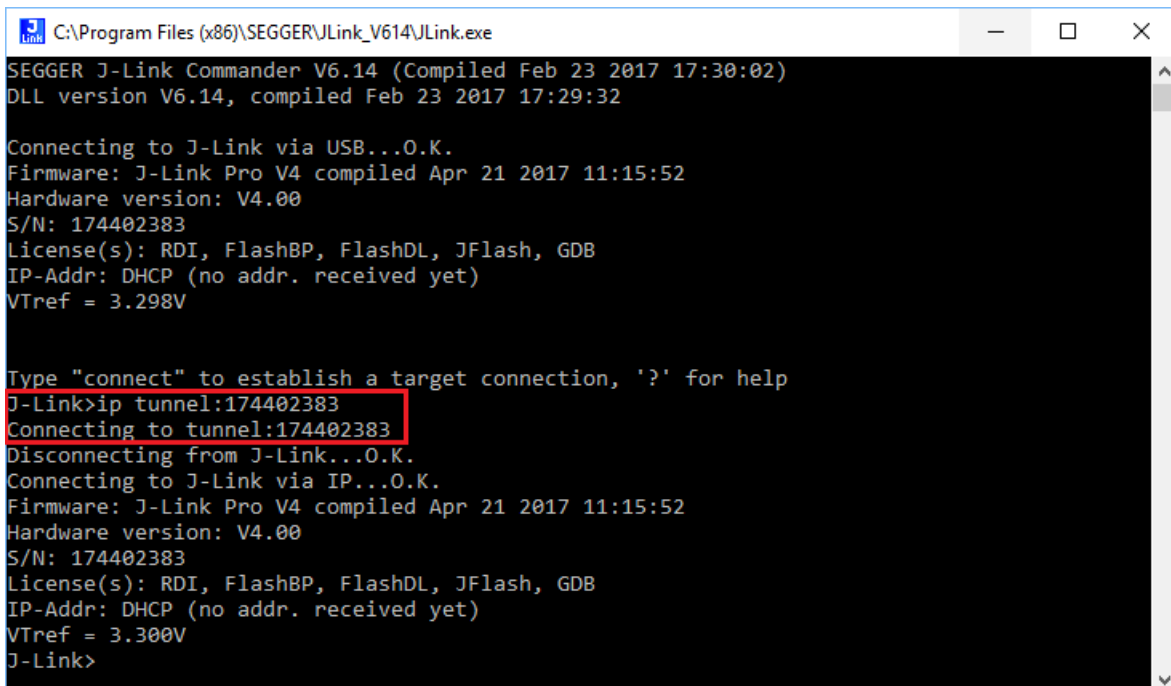 J-Link C:\Program Files (x86)\SEGGER\JLink_V614\JLink.exe
SEGGER J-Link Commander V6.14 (Compiled Feb 23 2017 17:30:02)
DLL version V6.14, compiled Feb 23 2017 17:29:32
Connecting to J-Link via USB...O.K.
Firmware: J-Link Pro V4 compiled Apr 21 2017 11:15:52
Hardware version: V4.00
S/N: 174402383
License(s): RDI, FlashBP, FlashDL, JFlash, GDB
IP-Addr: DHCP (no addr. received yet)
VTref = 3.298V
Type "connect" to establish a target connection, '?' for help
J-Link>ip tunnel:174402383
Connecting to tunnel:174402383
Disconnecting from J-Link...O.K.
Connecting to J-Link via IP...O.K.
Firmware: J-Link Pro V4 compiled Apr 21 2017 11:15:52
Hardware version: V4.00
S/N: 174402383
License(s): RDI, FlashBP, FlashDL, JFlash, GDB
IP-Addr: DHCP (no addr. received yet)
VTref = 3.300V
J-Link>